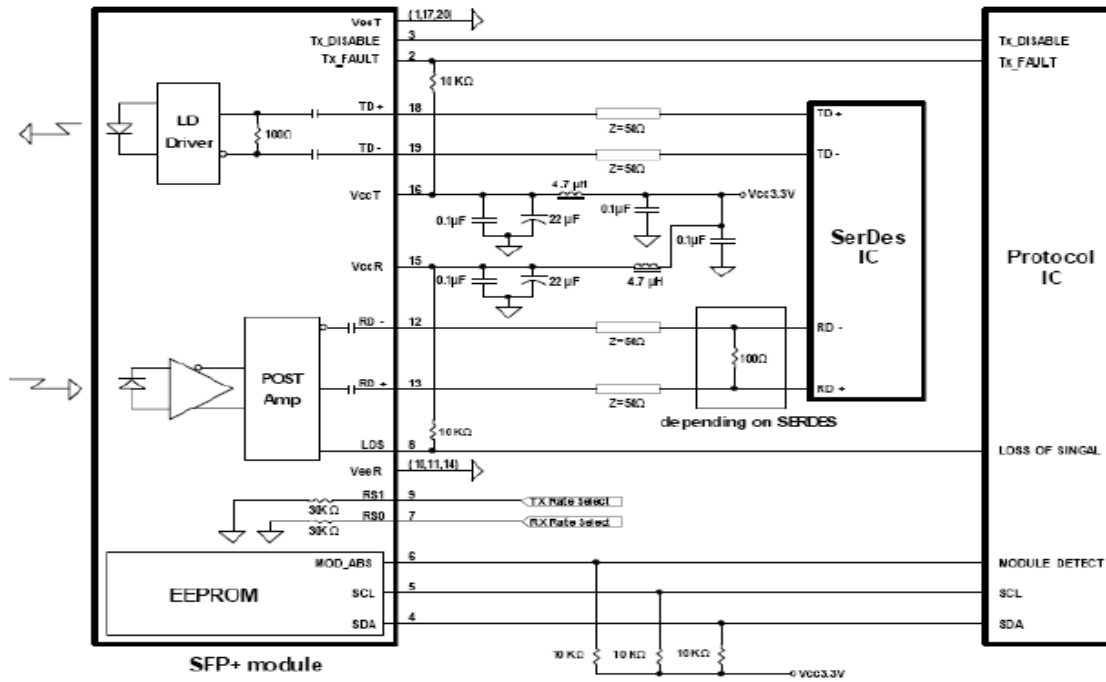 VeeT (1,17,20)
Tx_DISABLE 3 Tx_DISABLE
Tx_FAULT 2 Tx_FAULT
10 KΩ
LD
Driver
100Ω
TD+ 18 Z=50Ω TD+
TD- 19 Z=50Ω TD-
VccT 16 4.7 µH Vcc3.3V
0.1µF 22 µF 0.1µF 0.1µF
SerDes
IC
Protocol
IC
VccR 15 4.7 µH
0.1µF 22 µF
RD - 12 Z=50Ω RD -
100Ω
POST
Amp
RD + 13 Z=50Ω RD+
depending on SERDES
10 KΩ
LOS 8 LOSS OF SINGAL
VeeR (10,11,14)
RS1 9 TX Rate Select
30KΩ
RS0 7 RX Rate Select
30KΩ
MOD_ABS 6 MODULE DETECT
EEPROM
SCL 5 SCL
SDA 4 SDA
10 KΩ 10 KΩ 10 KΩ
Vcc3.3V
SFP+ module